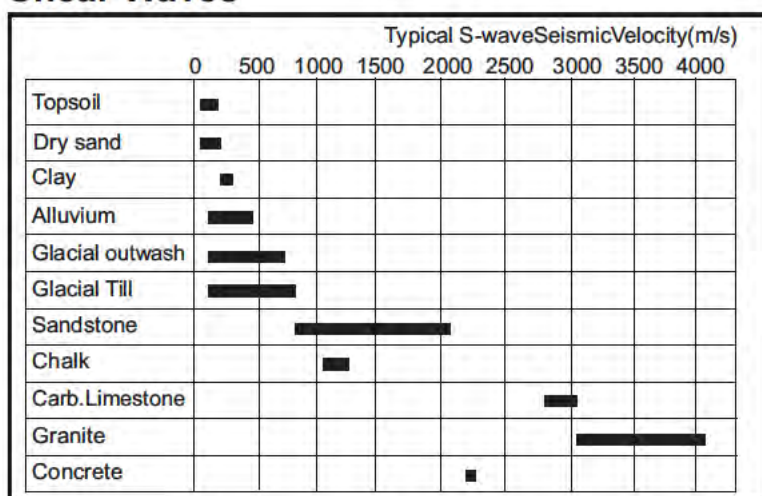 Typical S-waveSeismicVelocity(m/s)
0 500 1000 1500 2000 2500 3000 3500 4000
Topsoil
Dry sand
Clay
Alluvium
Glacial outwash
Glacial Till
Sandstone
Chalk
Carb.Limestone
Granite
Concrete